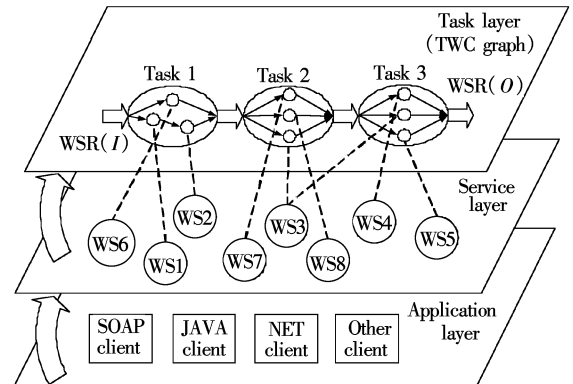 Task layer
(TWC graph)
Task 1
Task 2
Task 3
WSR(O)
WSR(I)
Service
layer
WS6
WS1
WS2
WS7
WS3
WS8
WS4
WS5
Application
layer
SOAP
client
JAVA
client
NET
client
Other
client